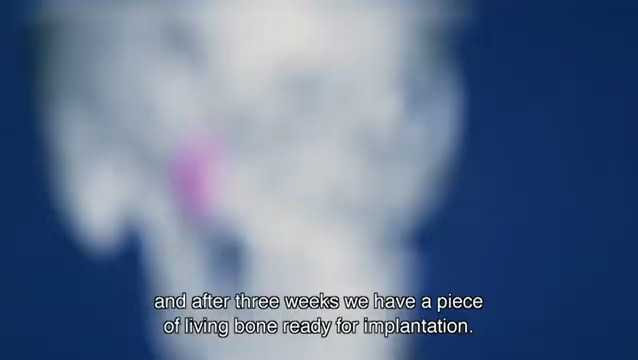 and after three weeks we have a piece
of living bone ready for implantation.